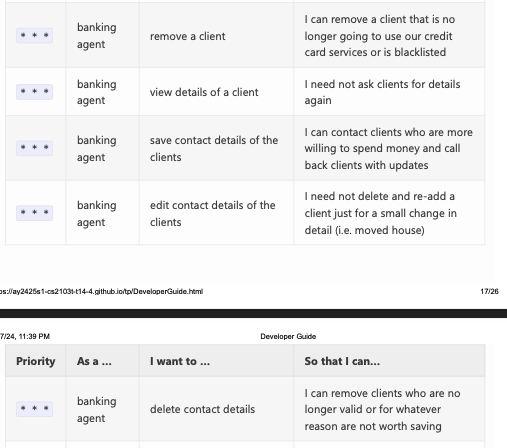 * * * banking agent remove a client I can remove a client that is no longer going to use our credit card services or is blacklisted
* * * banking agent view details of a client I need not ask clients for details again
* * * banking agent save contact details of the clients I can contact clients who are more willing to spend money and call back clients with updates
* * * banking agent edit contact details of the clients I need not delete and re-add a client just for a small change in detail (i.e. moved house)
ps://ay2425s1-cs2103t-t14-4.github.io/tp/DeveloperGuide.html 17/26
7/24, 11:39 PM Developer Guide
Priority As a ... I want to ... So that I can...
* * * banking agent delete contact details I can remove clients who are no longer valid or for whatever reason are not worth saving